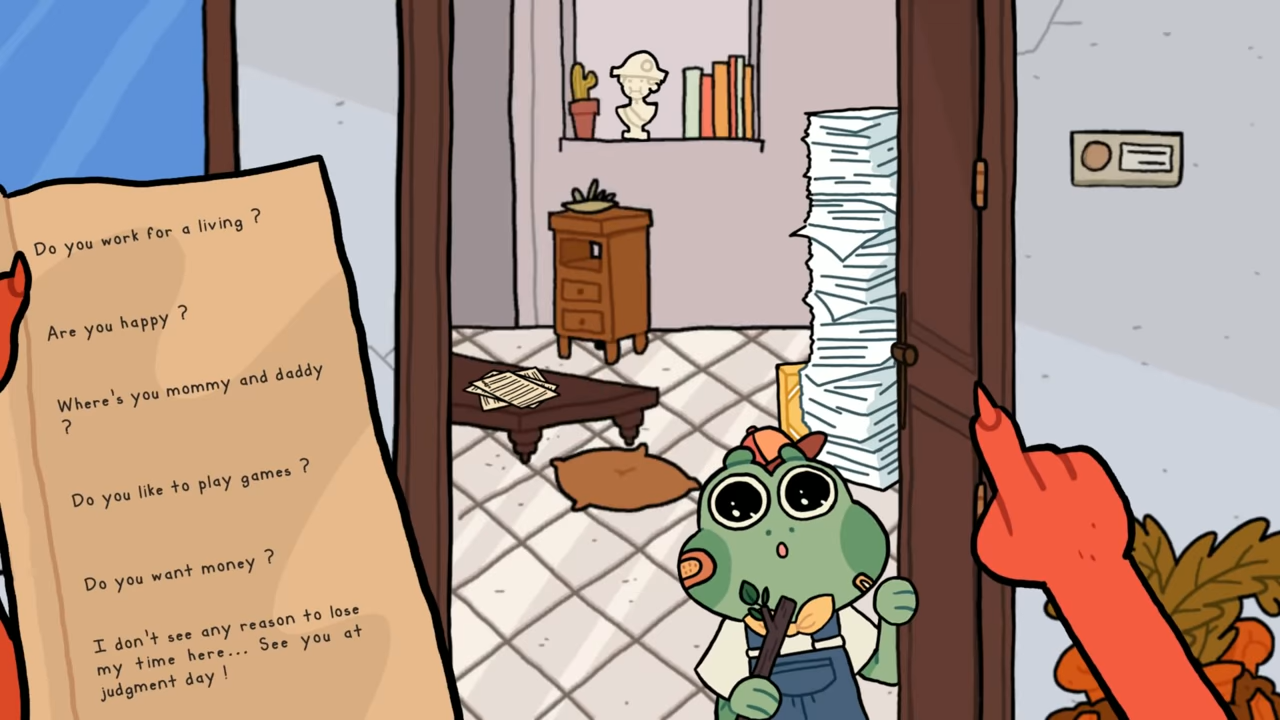 Do you work for a living ?
Are you happy ?
Where's you mommy and daddy
?
Do you like to play games ?
Do you want money ?
I don't see any reason to lose
my time here... See you at
judgment day !